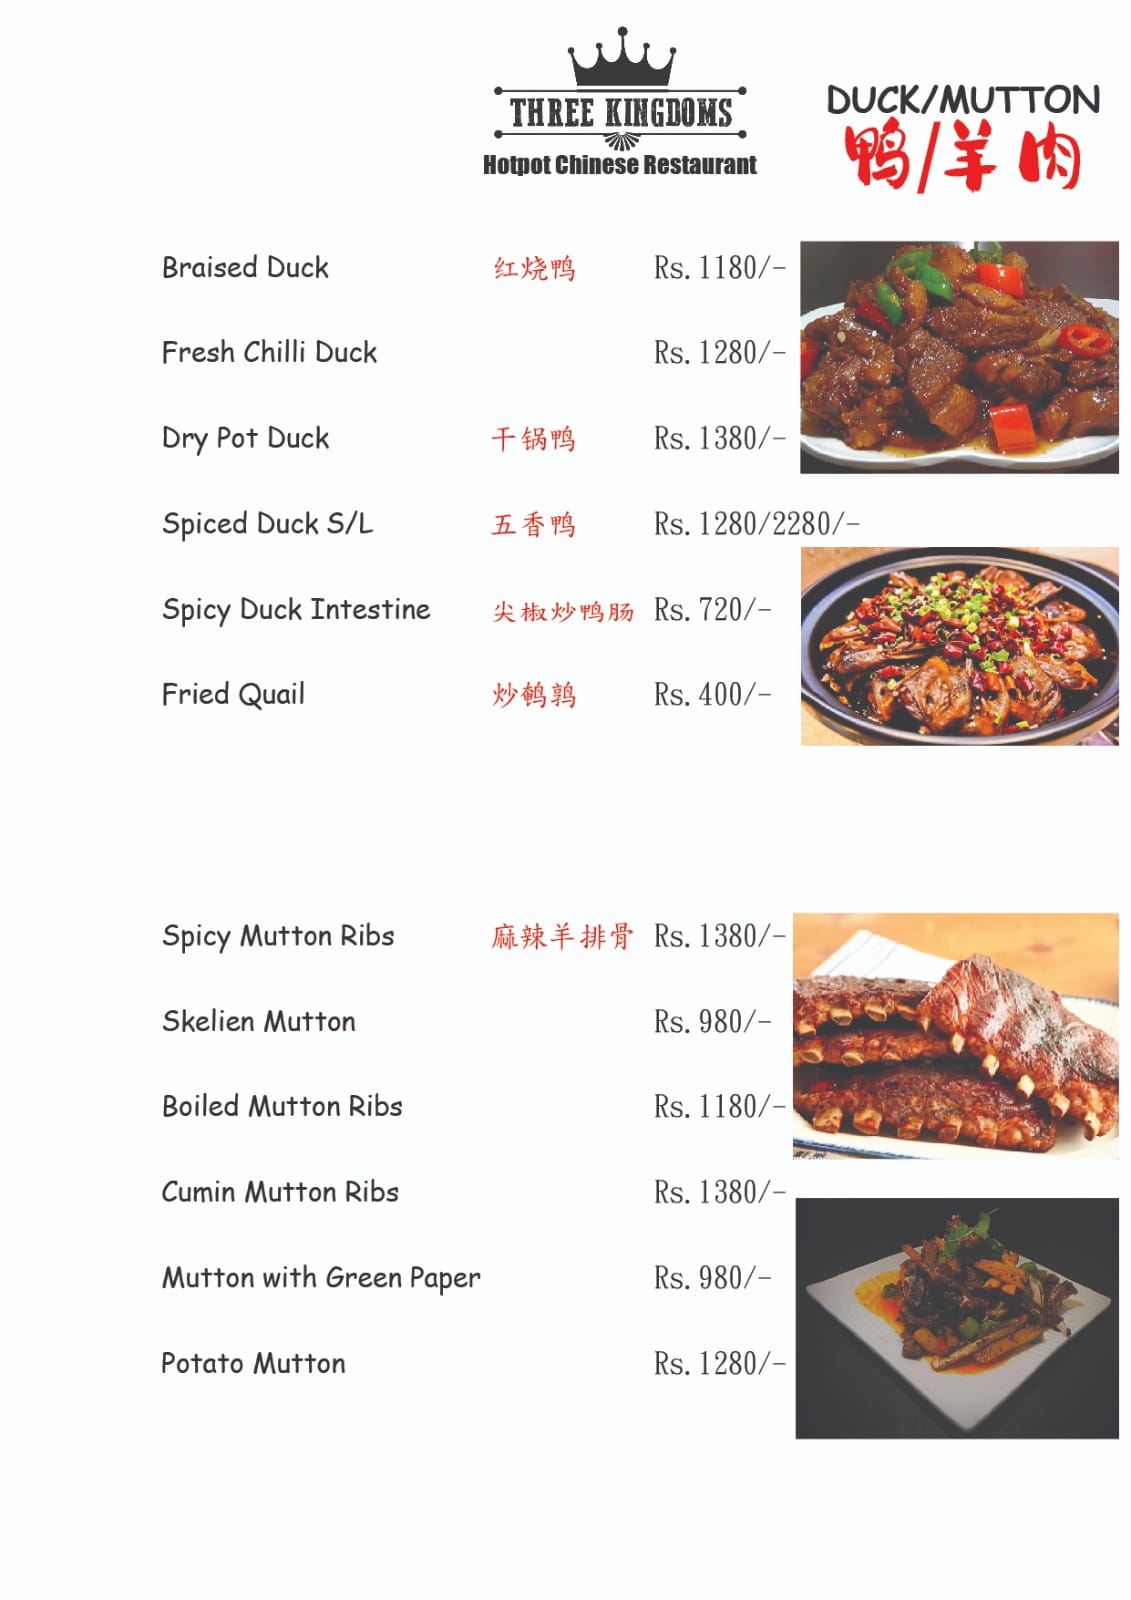 THREE KINGDOMS
Hotpot Chinese Restaurant
DUCK/MUTTON
鸭/羊肉
Braised Duck 红烧鸭 Rs. 1180/-
Fresh Chilli Duck Rs. 1280/-
Dry Pot Duck 干锅鸭 Rs. 1380/-
Spiced Duck S/L 五香鸭 Rs. 1280/2280/-
Spicy Duck Intestine 尖椒炒鸭肠 Rs. 720/-
Fried Quail 炒鹌鹑 Rs. 400/-
Spicy Mutton Ribs 麻辣羊排骨 Rs. 1380/-
Skelien Mutton Rs. 980/-
Boiled Mutton Ribs Rs. 1180/-
Cumin Mutton Ribs Rs. 1380/-
Mutton with Green Paper Rs. 980/-
Potato Mutton Rs. 1280/-